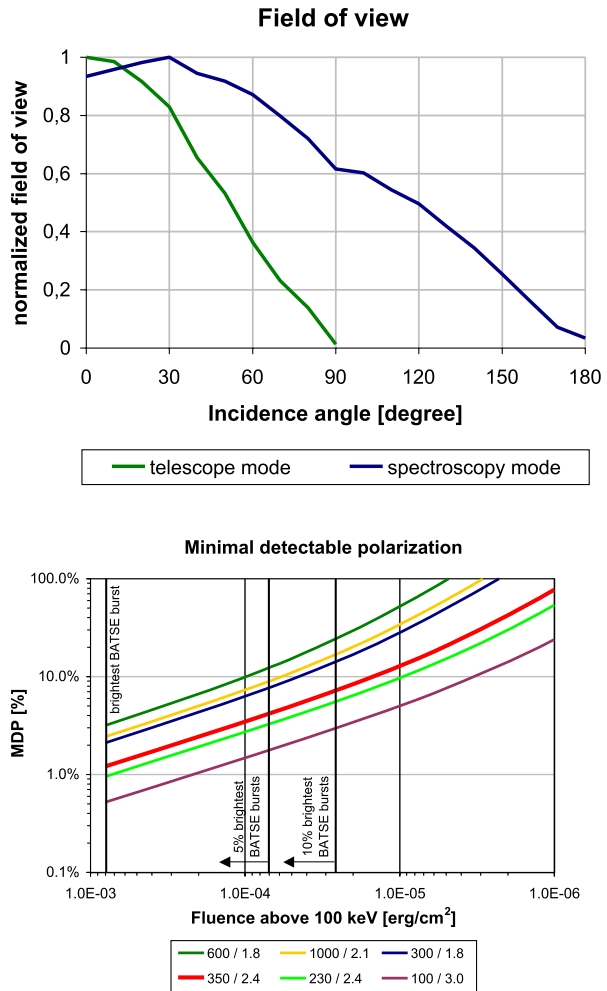 Field of view
normalized field of view
1
0,8
0,6
0,4
0,2
0
0 30 60 90 120 150 180
Incidence angle [degree]
telescope mode spectroscopy mode
Minimal detectable polarization
MDP [%]
100.0%
10.0%
1.0%
0.1%
brightest BATSE burst
5% brightest
BATSE bursts
10% brightest
BATSE bursts
1.0E-03 1.0E-04 1.0E-05 1.0E-06
Fluence above 100 keV [erg/cm²]
600 / 1.8 1000 / 2.1 300 / 1.8
350 / 2.4 230 / 2.4 100 / 3.0